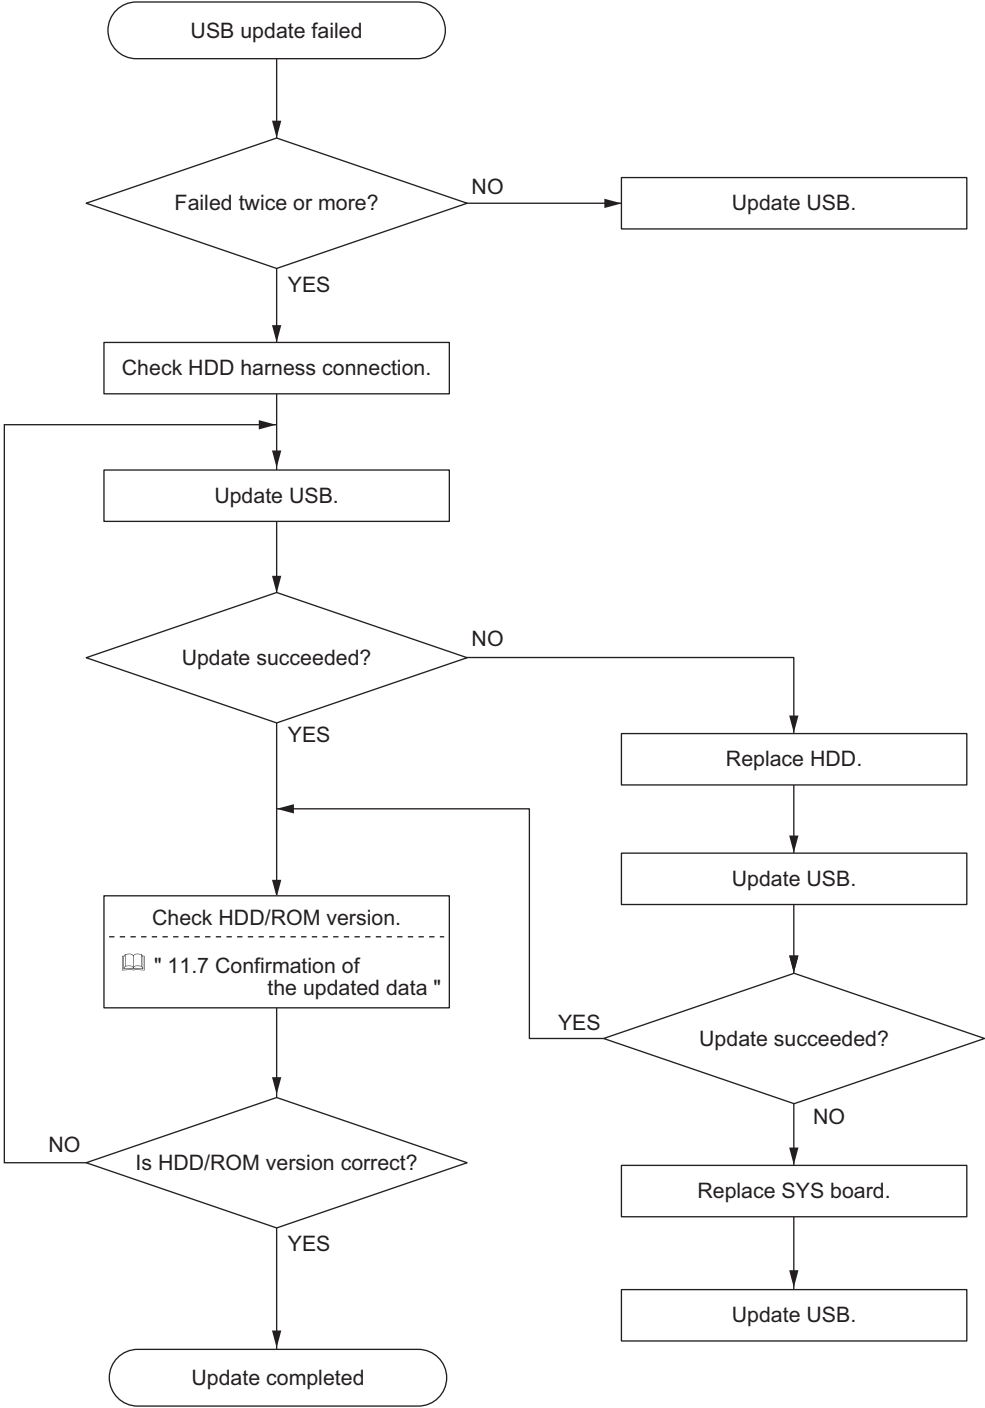 USB update failed
Failed twice or more?
NO
Update USB.
YES
Check HDD harness connection.
Update USB.
Update succeeded?
NO
YES
Replace HDD.
Update USB.
Check HDD/ROM version.
" 11.7 Confirmation of
the updated data "
YES
Update succeeded?
NO
NO
Is HDD/ROM version correct?
Replace SYS board.
YES
Update USB.
Update completed